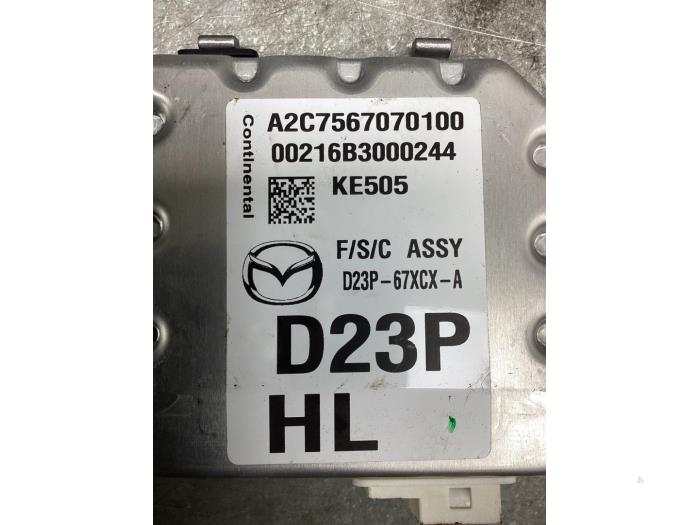 Continental
A2C7567070100
00216B3000244
KE505
F/S/C ASSY
D23P-67XCX-A
D23P
HL